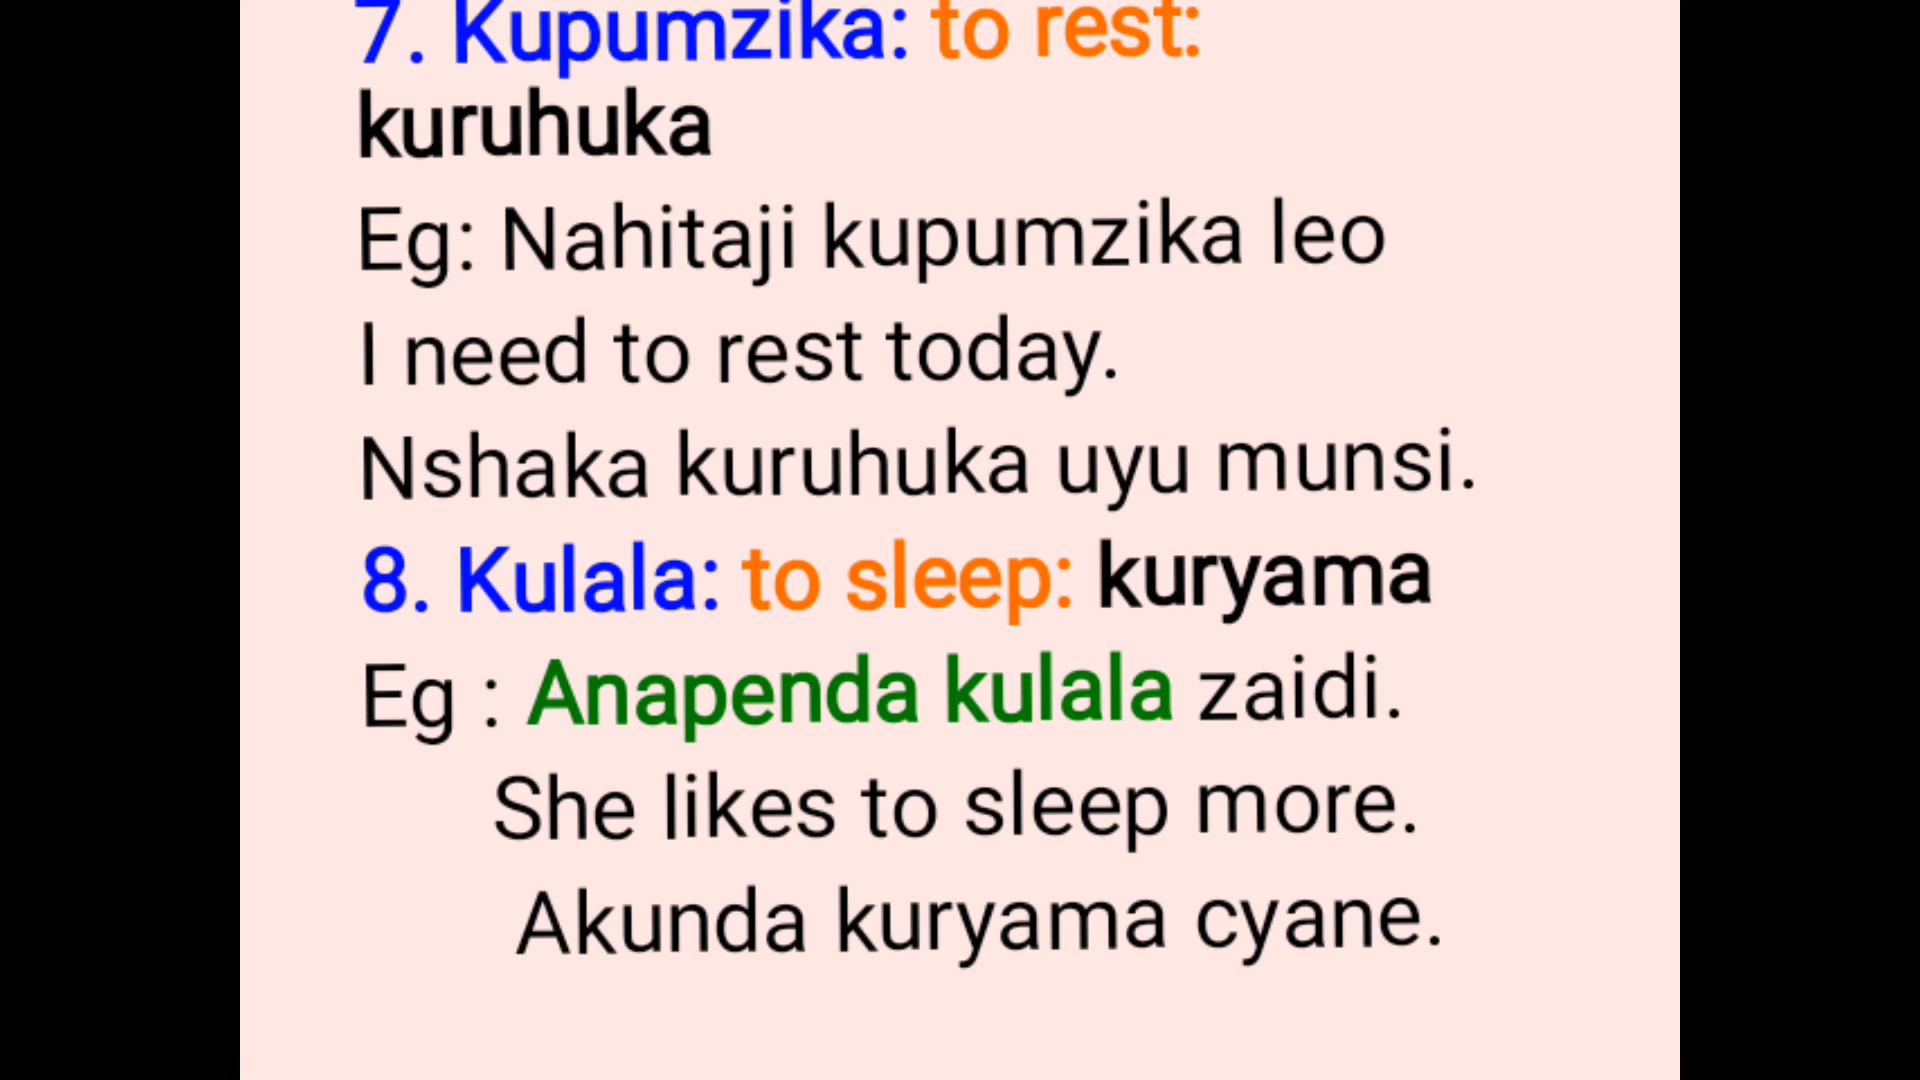 7. Kupumzika: to rest:
kuruhuka
Eg: Nahitaji kupumzika leo
I need to rest today.
Nshaka kuruhuka uyu munsi.
8. Kulala: to sleep: kuryama
Eg : Anapenda kulala zaidi.
She likes to sleep more.
Akunda kuryama cyane.